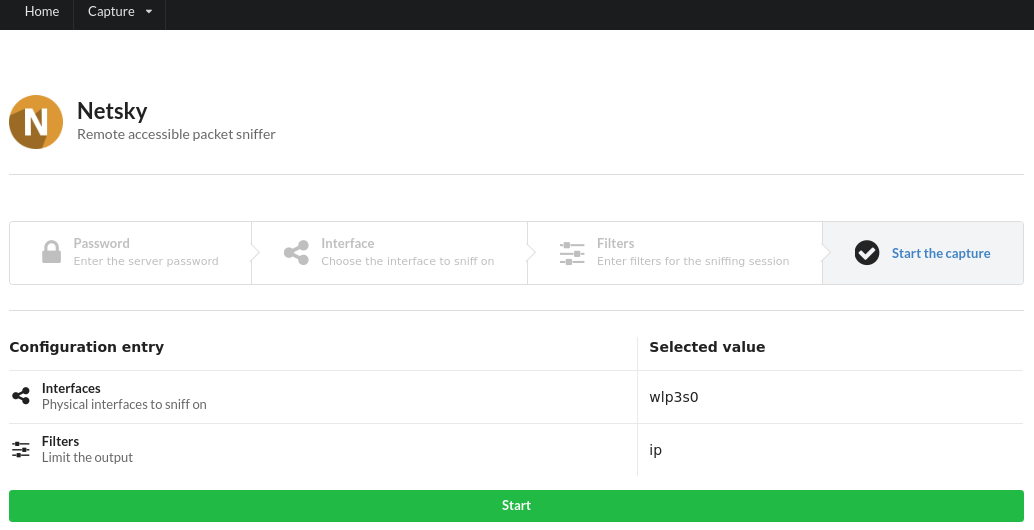 Home Capture
N
Netsky
Remote accessible packet sniffer
Password
Enter the server password
Interface
Choose the interface to sniff on
Filters
Enter filters for the sniffing session
Start the capture
Configuration entry Selected value
Interfaces
Physical interfaces to sniff on
wlp3s0
Filters
Limit the output
ip
Start